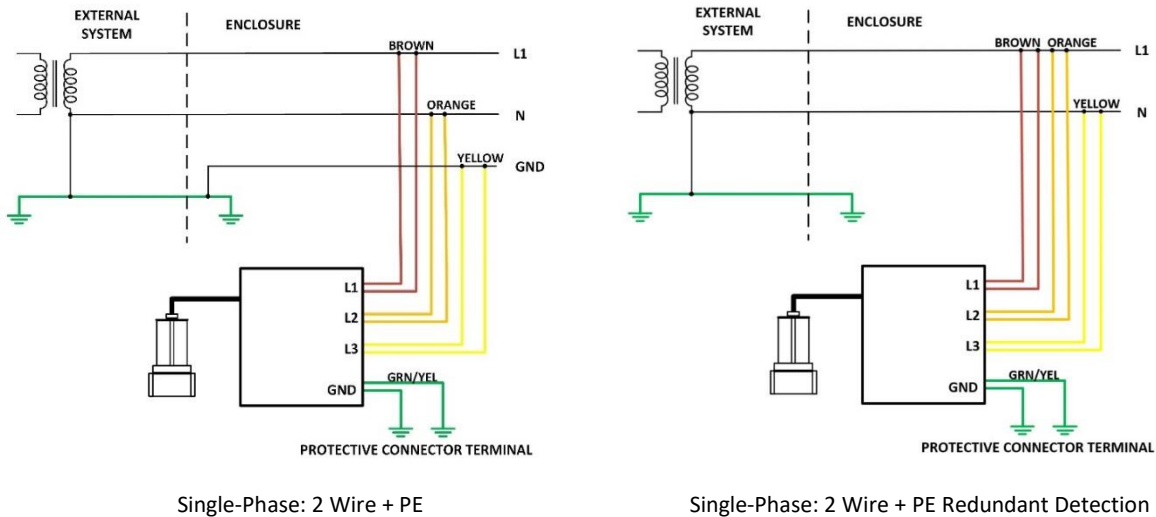 EXTERNAL
SYSTEM
ENCLOSURE
BROWN
L1
ORANGE
N
YELLOW
GND
L1
L2
L3
GND
GRN/YEL
PROTECTIVE CONNECTOR TERMINAL
Single-Phase: 2 Wire + PE
EXTERNAL
SYSTEM
ENCLOSURE
BROWN ORANGE
L1
YELLOW
N
L1
L2
L3
GND
GRN/YEL
PROTECTIVE CONNECTOR TERMINAL
Single-Phase: 2 Wire + PE Redundant Detection